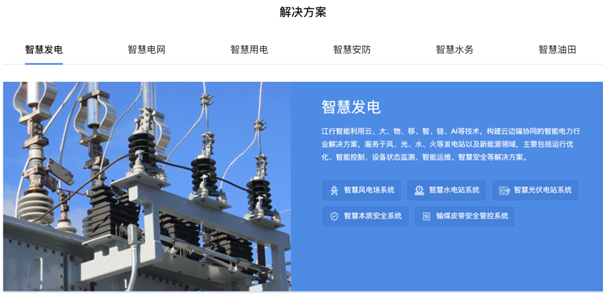 解决方案
智慧发电 智慧电网 智慧用电 智慧安防 智慧水务 智慧油田
智慧发电
江行智能利用云、大、物、移、智、链、AI等技术，构建云边端协同的智能电力行
业解决方案，服务于风、光、水、火等发电站以及新能源领域，主要包括运行优
化、智能控制、设备状态监测、智能运维、智慧安全等解决方案。
智慧风电场系统 智慧水电站系统 智慧光伏电站系统
智慧本质安全系统 输煤皮带安全管控系统